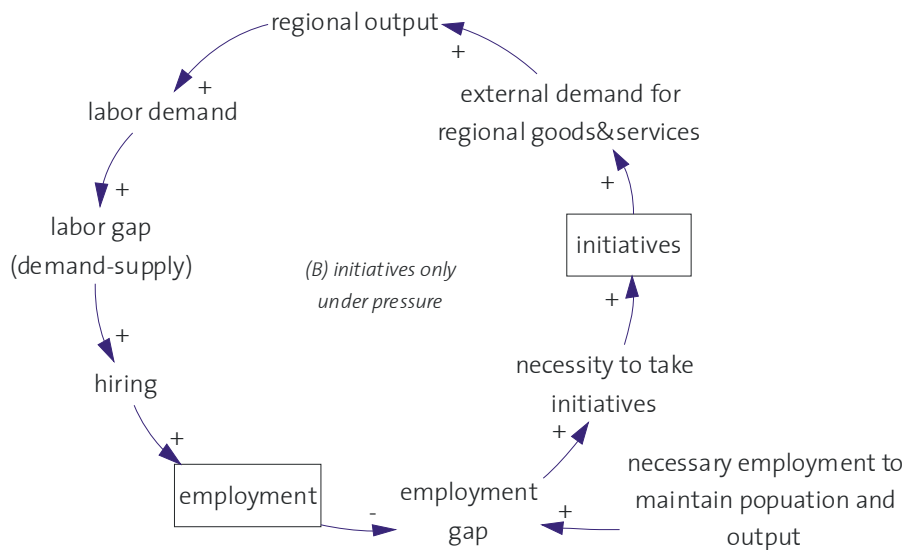 regional output
+
+
external demand for
regional goods&services
labor demand
+
+
labor gap
(demand-supply)
initiatives
(B) initiatives only
under pressure
+
+
necessity to take
initiatives
hiring
+
+
necessary employment to
maintain popuation and
output
employment
-
employment
gap
+